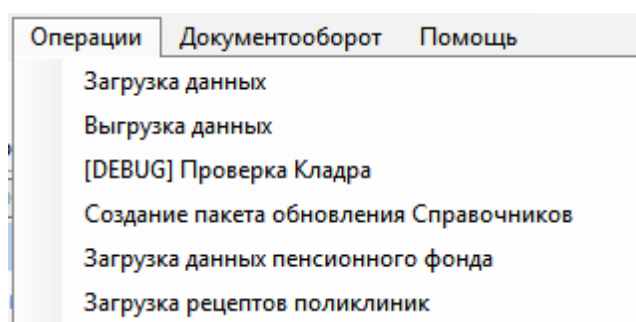 Операции Документооборот Помощь
Загрузка данных
Выгрузка данных
[DEBUG] Проверка Кладра
Создание пакета обновления Справочников
Загрузка данных пенсионного фонда
Загрузка рецептов поликлиник